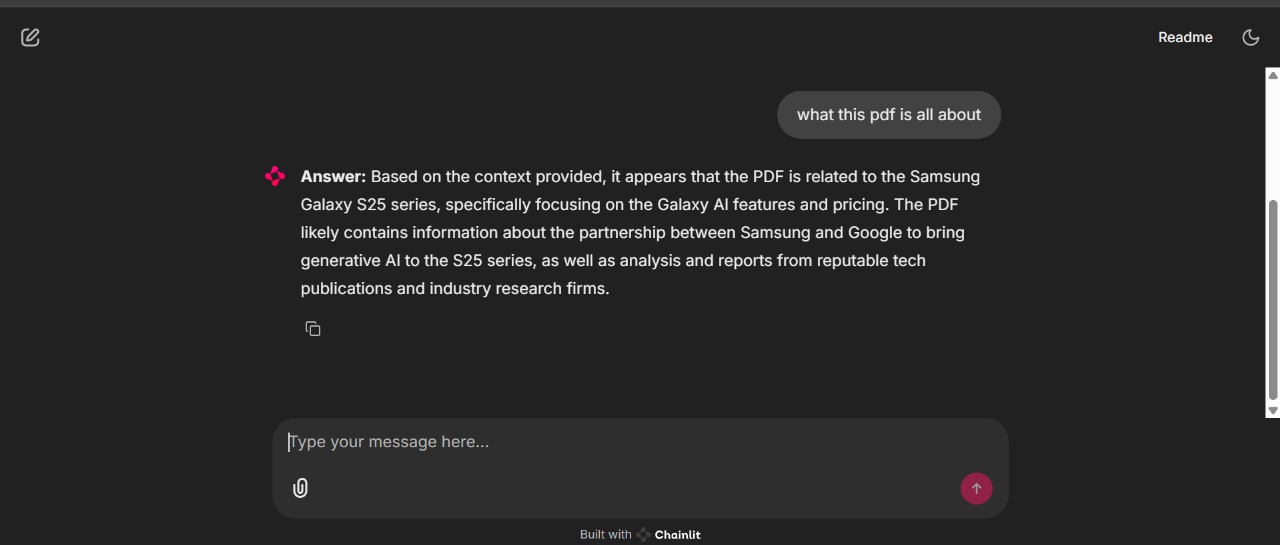 Readme
what this pdf is all about
Answer: Based on the context provided, it appears that the PDF is related to the Samsung
Galaxy S25 series, specifically focusing on the Galaxy AI features and pricing. The PDF
likely contains information about the partnership between Samsung and Google to bring
generative AI to the S25 series, as well as analysis and reports from reputable tech
publications and industry research firms.
Type your message here...
Built with Chainlit